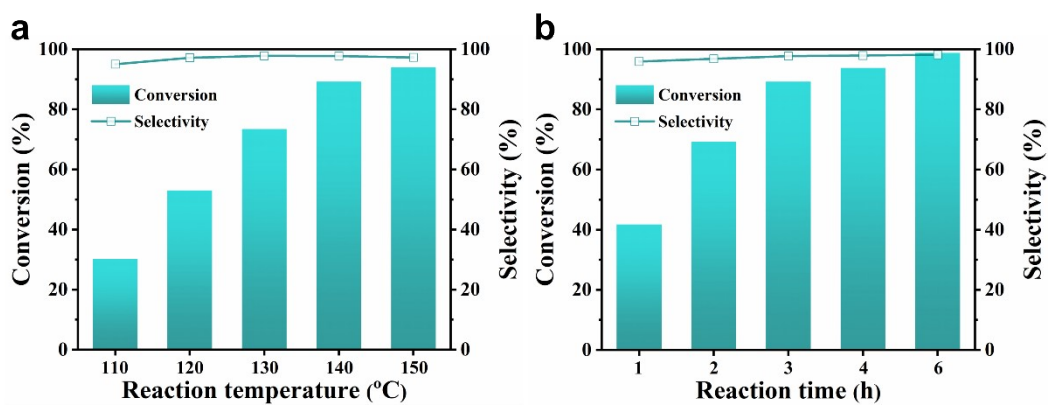 a
100
80
60
40
20
0
Conversion (%)
Conversion
Selectivity
100
80
60
40
20
0
Selectivity (%)
110 120 130 140 150
Reaction temperature (ºC)
b
100
80
60
40
20
0
Conversion (%)
Conversion
Selectivity
100
80
60
40
20
0
Selectivity (%)
1 2 3 4 6
Reaction time (h)